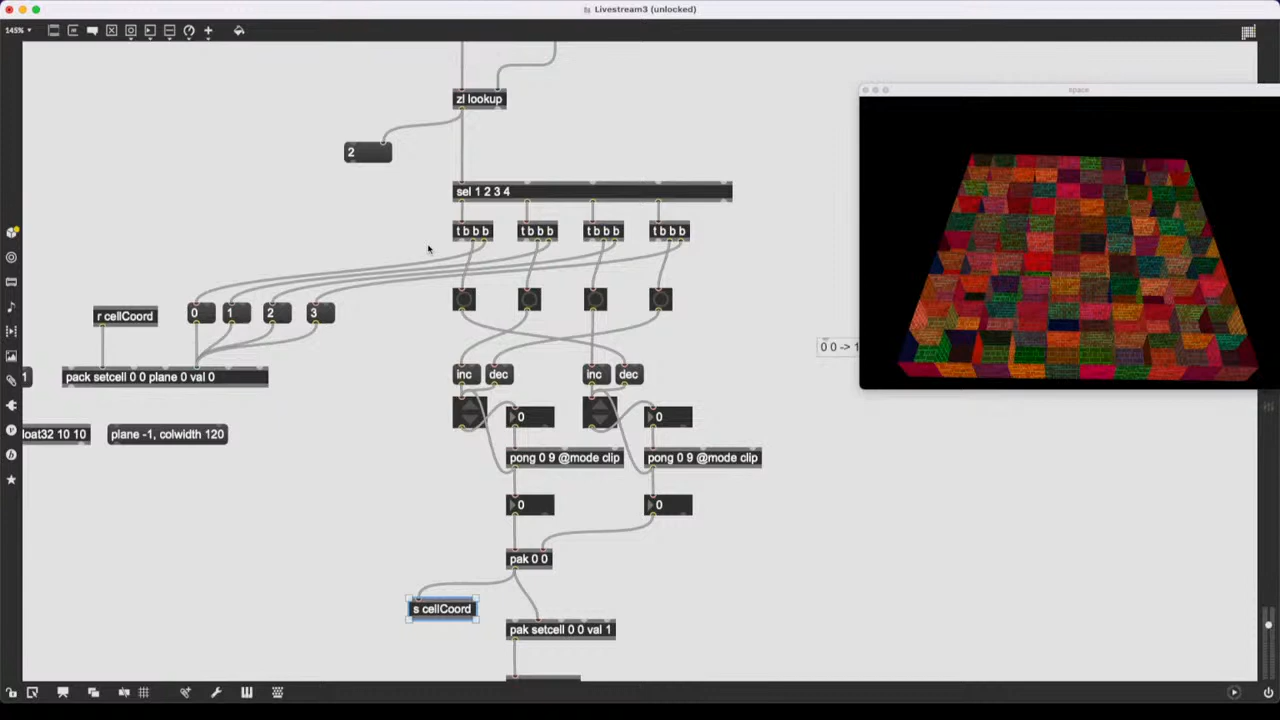 Livestream3 (unlocked)
145%
zl lookup
space
2
sel 1 2 3 4
t b b b
t b b b
t b b b
t b b b
r cellCoord
0
1
2
3
0 0 -> 1
1
pack setcell 0 0 plane 0 val 0
inc
dec
inc
dec
0
0
loat32 10 10
plane -1, colwidth 120
pong 0 9 @mode clip
pong 0 9 @mode clip
0
0
pak 0 0
s cellCoord
pak setcell 0 0 val 1